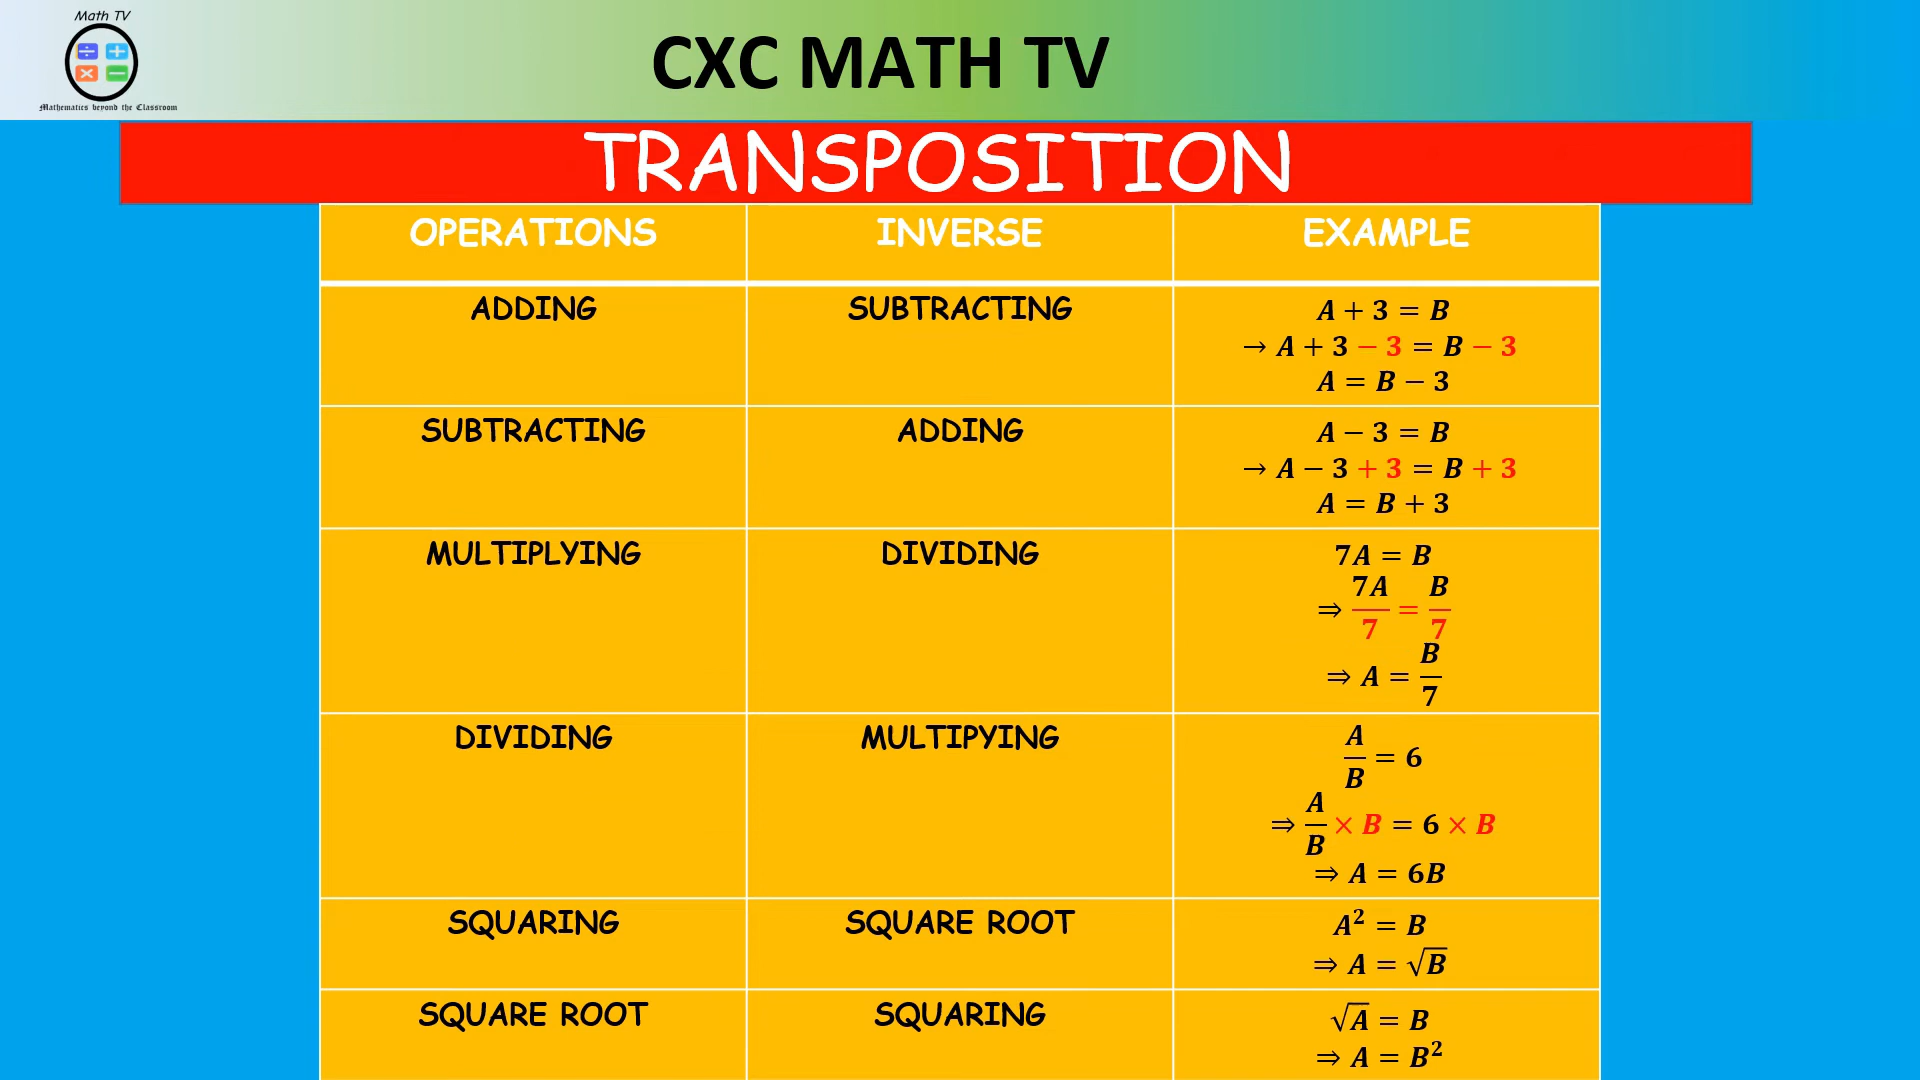 Math TV
Mathematics beyond the Classroom
CXC MATH TV
TRANSPOSITION
OPERATIONS INVERSE EXAMPLE
ADDING SUBTRACTING A + 3 = B
→ A + 3 − 3 = B − 3
A = B − 3
SUBTRACTING ADDING A − 3 = B
→ A − 3 + 3 = B + 3
A = B + 3
MULTIPLYING DIVIDING 7A = B
⇒ 7A/7 = B/7
⇒ A = B/7
DIVIDING MULTIPYING A/B = 6
⇒ A/B × B = 6 × B
⇒ A = 6B
SQUARING SQUARE ROOT A² = B
⇒ A = √B
SQUARE ROOT SQUARING √A = B
⇒ A = B²